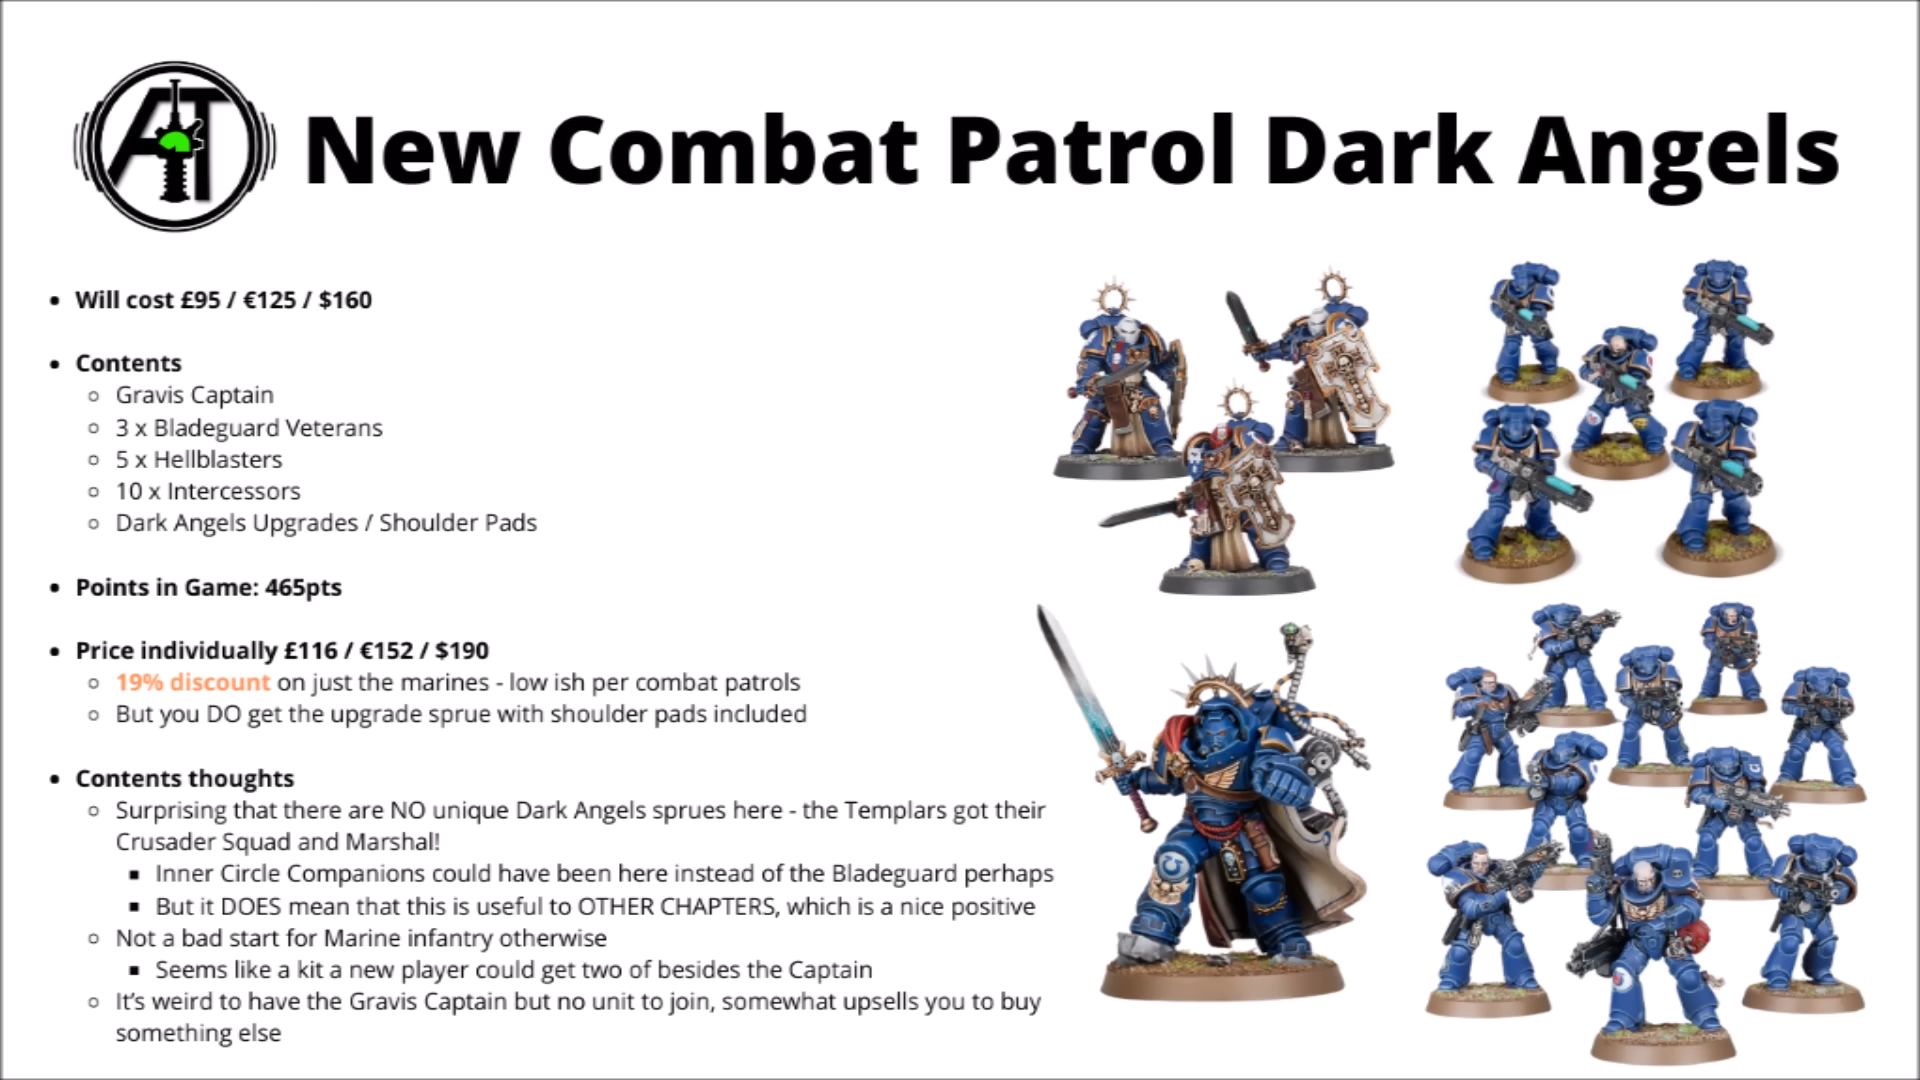 AT
New Combat Patrol Dark Angels
• Will cost £95 / €125 / $160
• Contents
○ Gravis Captain
○ 3 x Bladeguard Veterans
○ 5 x Hellblasters
○ 10 x Intercessors
○ Dark Angels Upgrades / Shoulder Pads
• Points in Game: 465pts
• Price individually £116 / €152 / $190
○ 19% discount on just the marines - low ish per combat patrols
○ But you DO get the upgrade sprue with shoulder pads included
• Contents thoughts
○ Surprising that there are NO unique Dark Angels sprues here - the Templars got their
Crusader Squad and Marshal!
▪ Inner Circle Companions could have been here instead of the Bladeguard perhaps
▪ But it DOES mean that this is useful to OTHER CHAPTERS, which is a nice positive
○ Not a bad start for Marine infantry otherwise
▪ Seems like a kit a new player could get two of besides the Captain
○ It's weird to have the Gravis Captain but no unit to join, somewhat upsells you to buy
something else